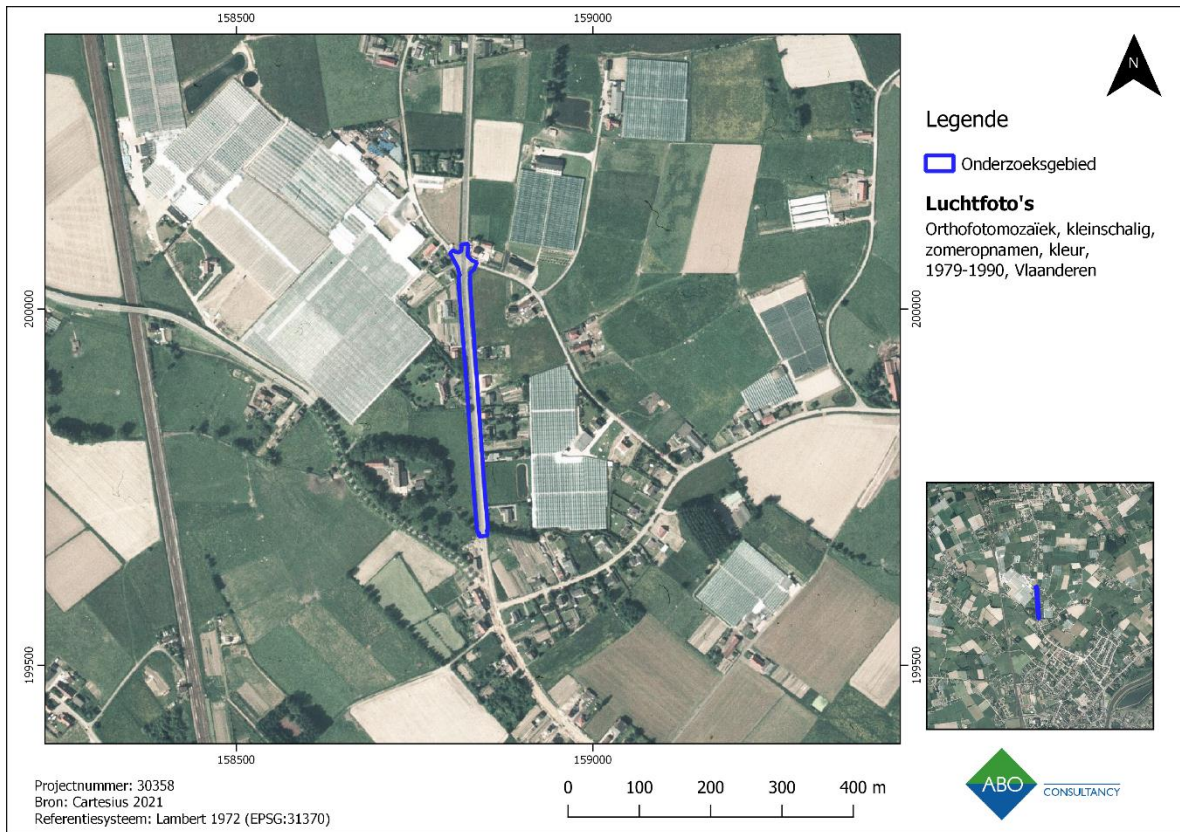 158500
159000
N
Legende
Onderzoeksgebied
Luchtfoto's
Orthofotomozaïek, kleinschalig,
zomeropnamen, kleur,
1979-1990, Vlaanderen
200000
200000
199500
199500
158500
159000
Projectnummer: 30358
Bron: Cartesius 2021
Referentiesysteem: Lambert 1972 (EPSG:31370)
0 100 200 300 400 m
ABO
CONSULTANCY